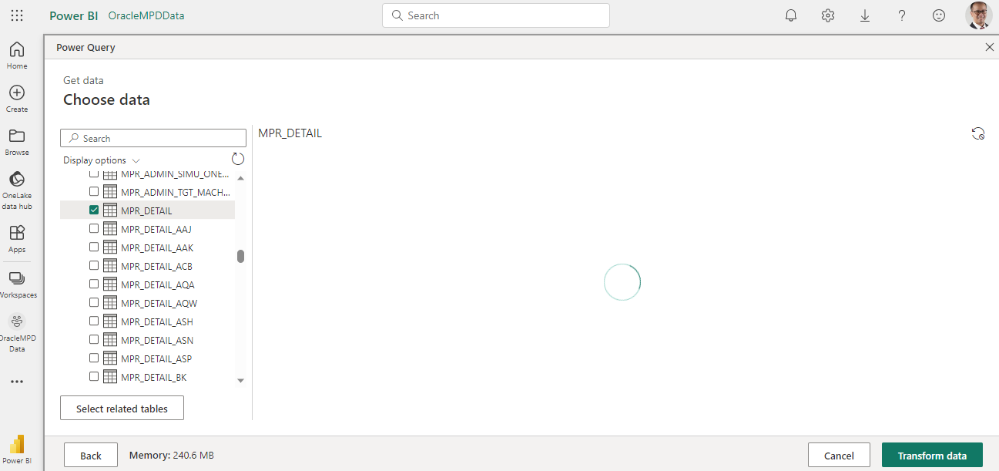 Power BI OracleMPDData
Search
Power Query
Home
Create
Browse
OneLake
data hub
Apps
Workspaces
OracleMPD
Data
Power BI
Get data
Choose data
Search
Display options
MPR_ADMIN_SIMU_ONE...
MPR_ADMIN_TGT_MACH...
MPR_DETAIL
MPR_DETAIL_AAJ
MPR_DETAIL_AAK
MPR_DETAIL_ACB
MPR_DETAIL_AQA
MPR_DETAIL_AQW
MPR_DETAIL_ASH
MPR_DETAIL_ASN
MPR_DETAIL_ASP
MPR_DETAIL_BK
Select related tables
MPR_DETAIL
Back
Memory: 240.6 MB
Cancel
Transform data